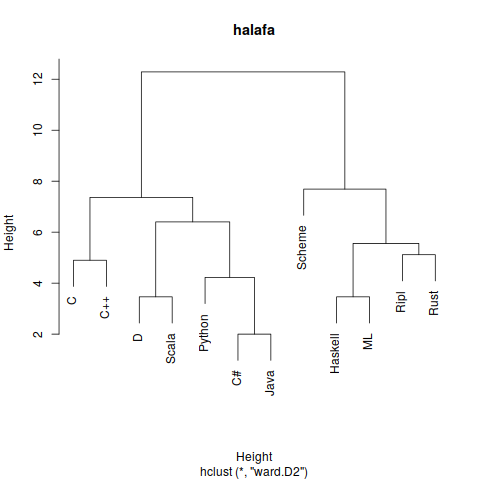 halafa
Height
12
10
8
6
4
2
C
C++
D
Scala
Python
C#
Java
Scheme
Haskell
ML
Ripl
Rust
Height
hclust (*, "ward.D2")